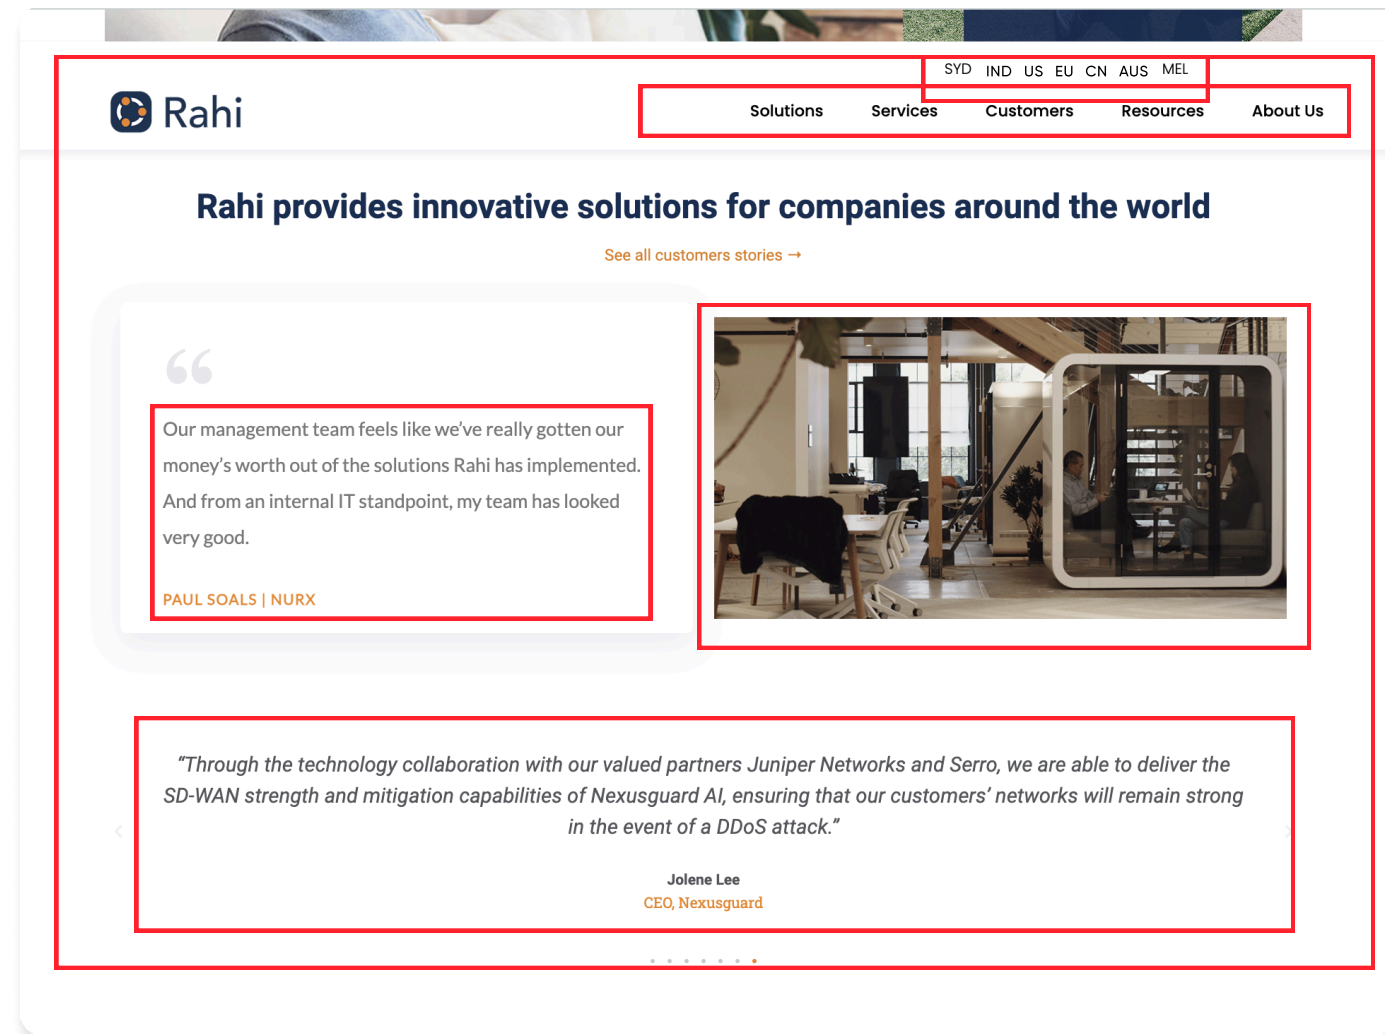 SYD IND US EU CN AUS MEL
Rahi
Solutions Services Customers Resources About Us
Rahi provides innovative solutions for companies around the world
See all customers stories →
“
Our management team feels like we’ve really gotten our
money’s worth out of the solutions Rahi has implemented.
And from an internal IT standpoint, my team has looked
very good.
PAUL SOALS | NURX
“Through the technology collaboration with our valued partners Juniper Networks and Serro, we are able to deliver the
SD-WAN strength and mitigation capabilities of Nexusguard AI, ensuring that our customers’ networks will remain strong
in the event of a DDoS attack.”
Jolene Lee
CEO, Nexusguard